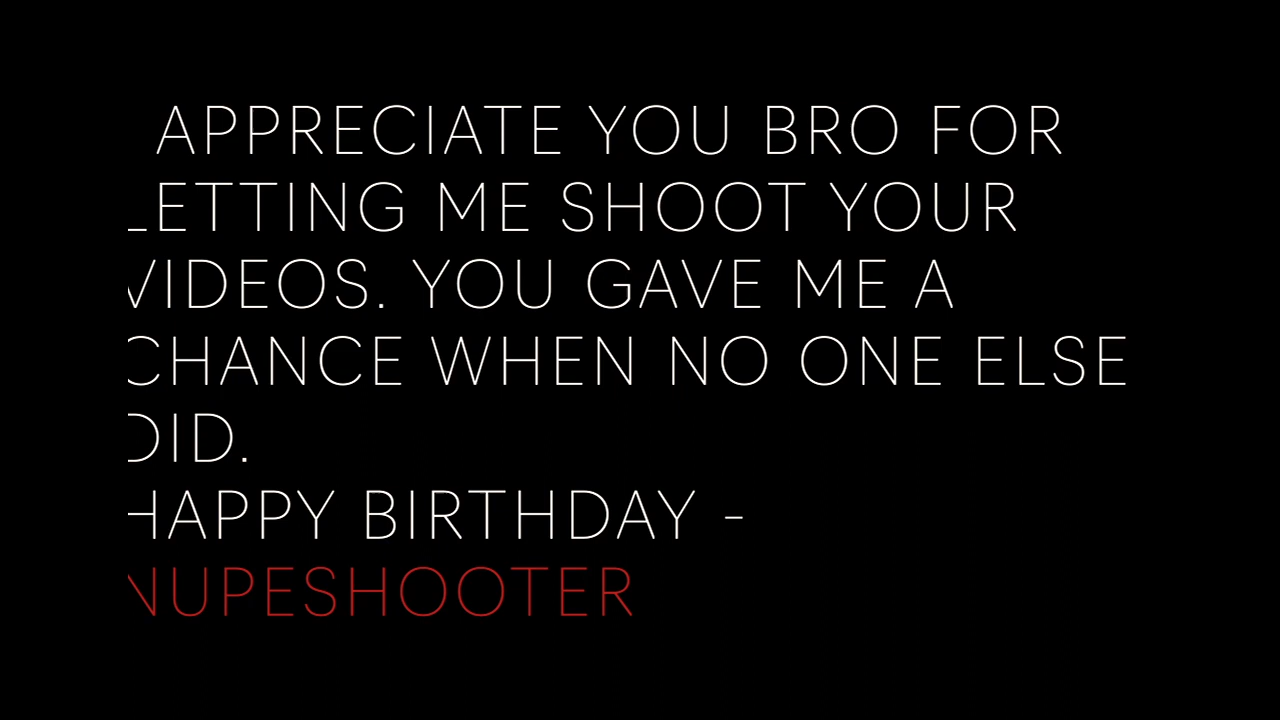 APPRECIATE YOU BRO FOR
LETTING ME SHOOT YOUR
VIDEOS. YOU GAVE ME A
CHANCE WHEN NO ONE ELSE
DID.
HAPPY BIRTHDAY -
NUPESHOOTER